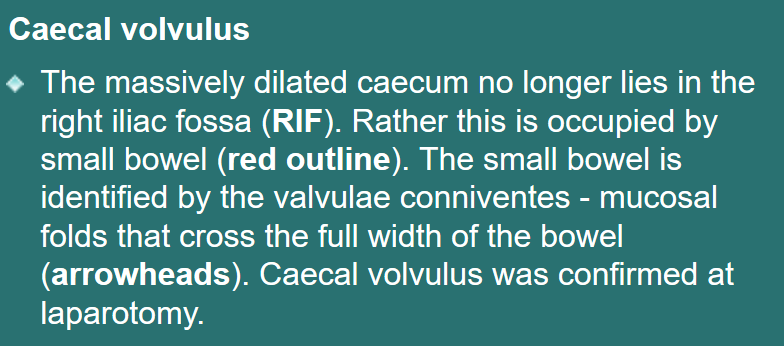 Caecal volvulus
The massively dilated caecum no longer lies in the
right iliac fossa (RIF). Rather this is occupied by
small bowel (red outline). The small bowel is
identified by the valvulae conniventes - mucosal
folds that cross the full width of the bowel
(arrowheads). Caecal volvulus was confirmed at
laparotomy.